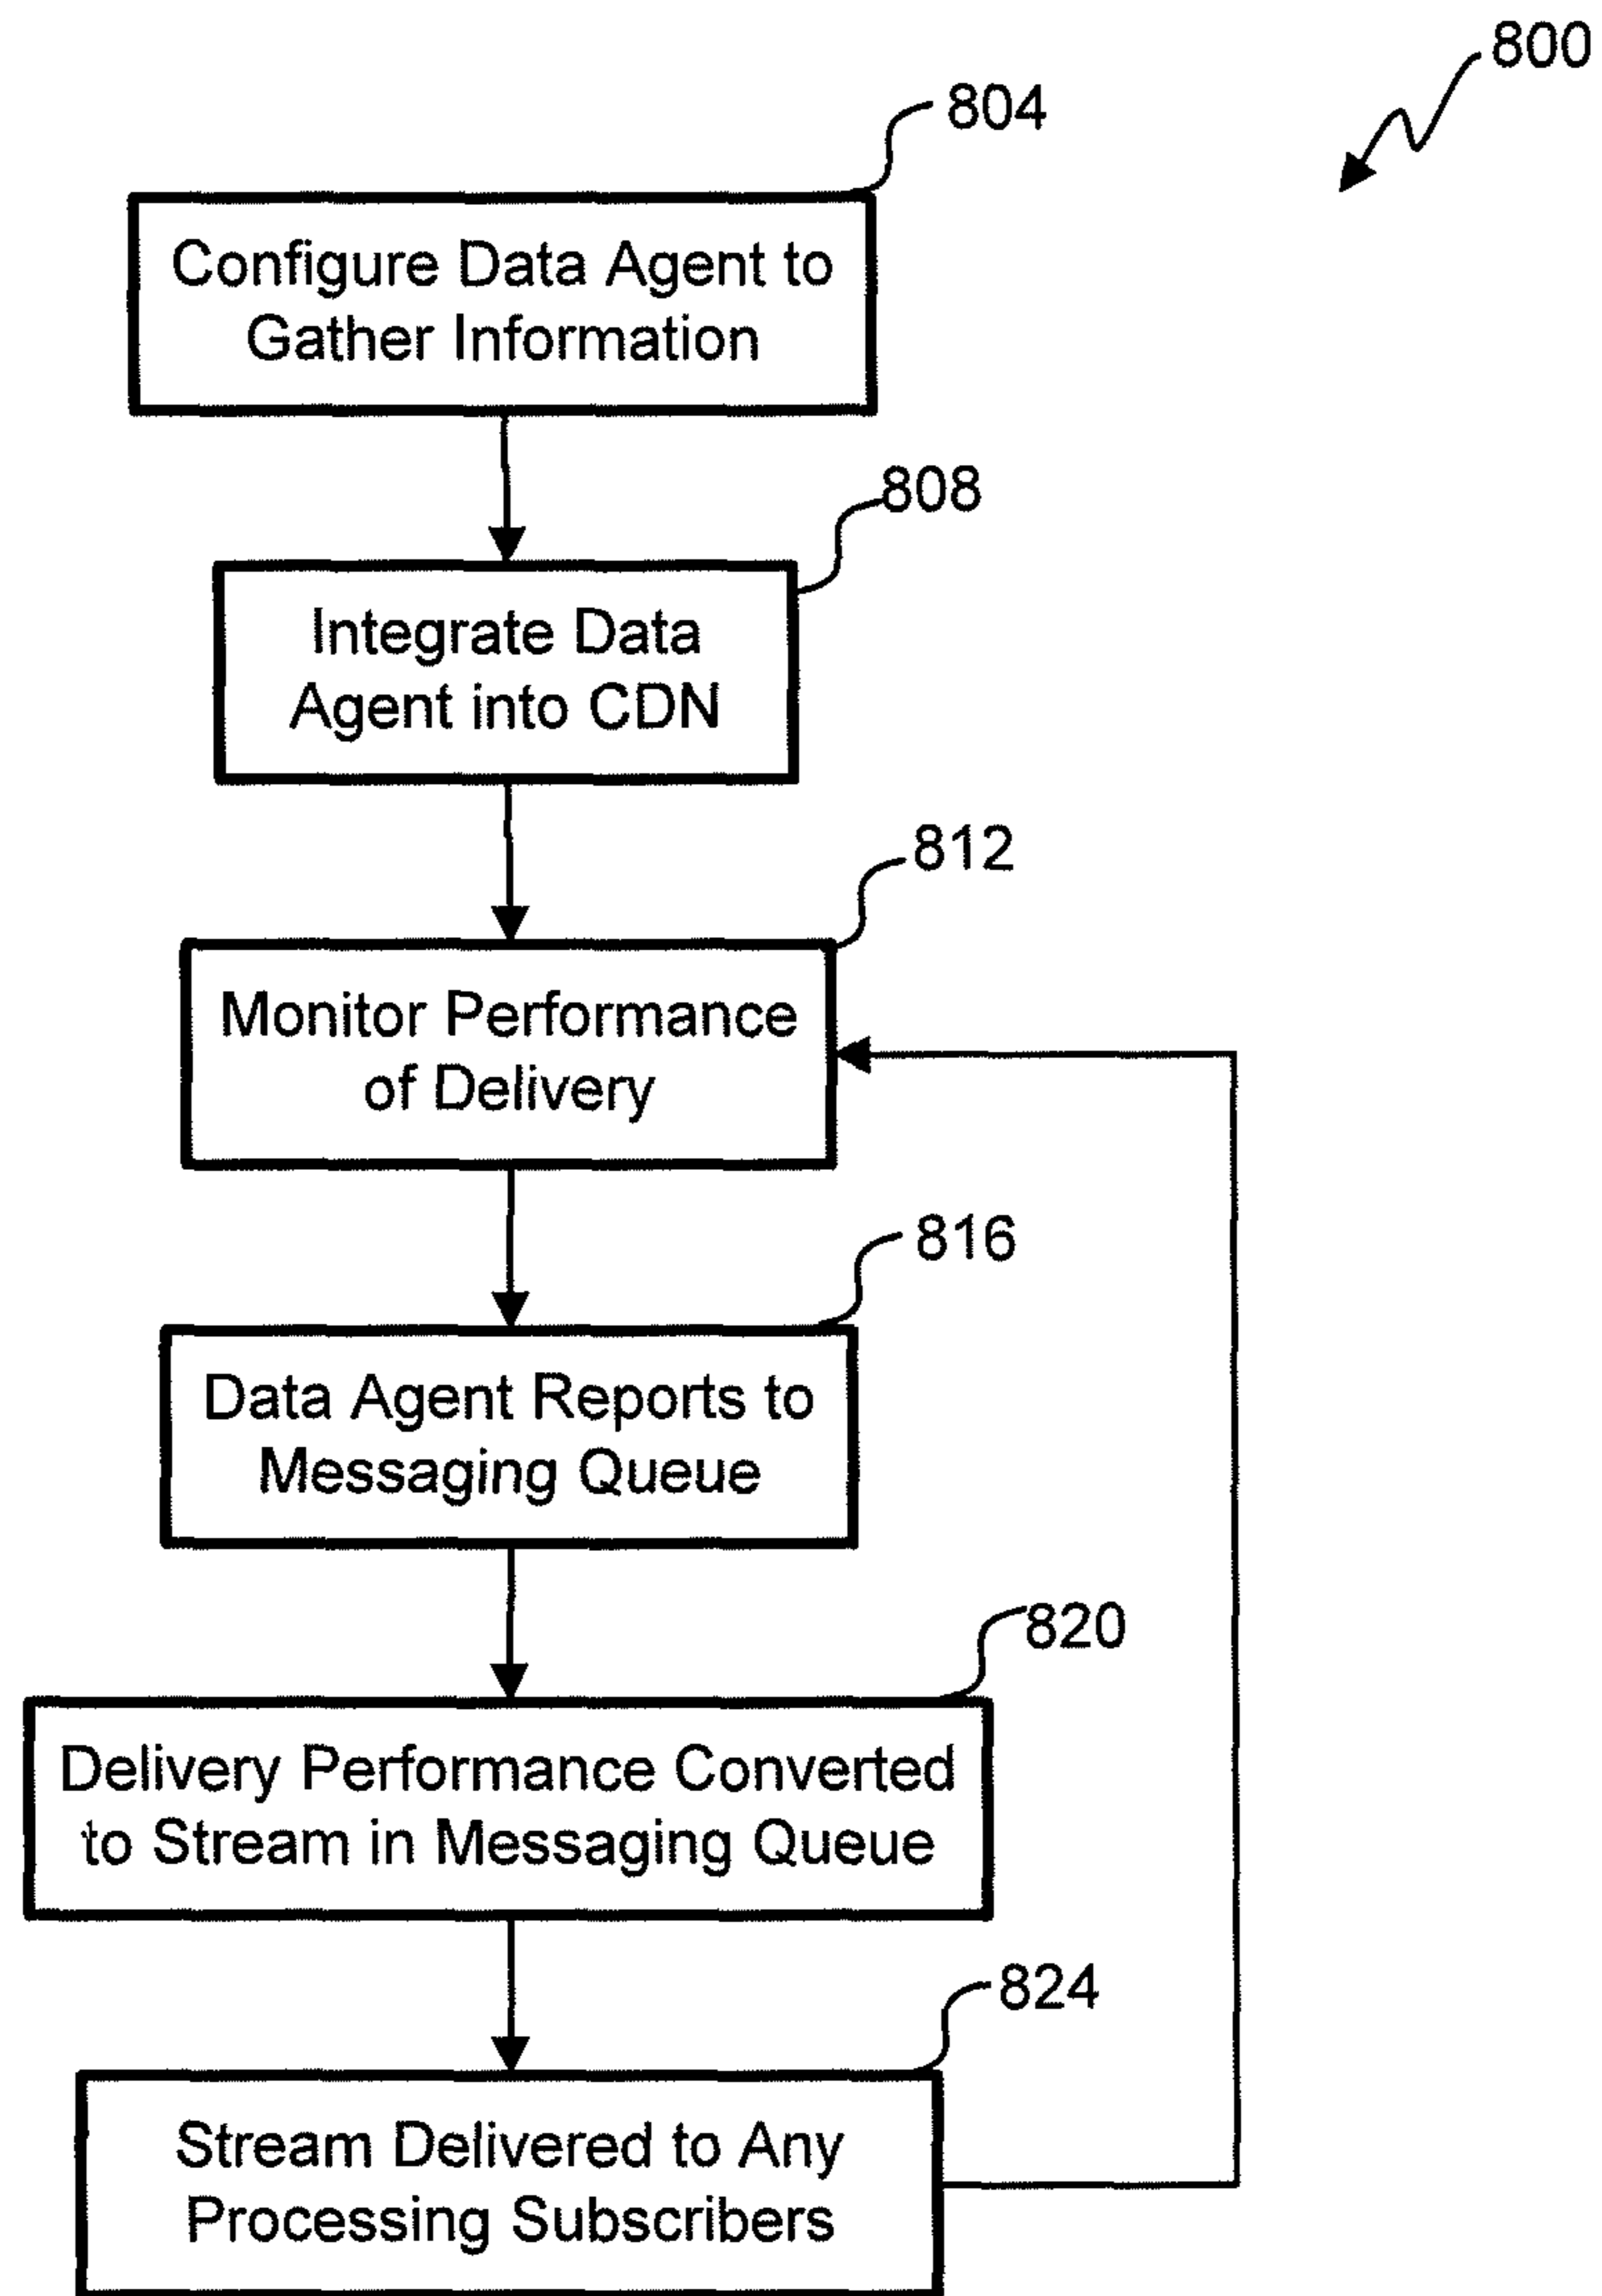 800
804
Configure Data Agent to
Gather Information
808
Integrate Data
Agent into CDN
812
Monitor Performance
of Delivery
816
Data Agent Reports to
Messaging Queue
820
Delivery Performance Converted
to Stream in Messaging Queue
824
Stream Delivered to Any
Processing Subscribers